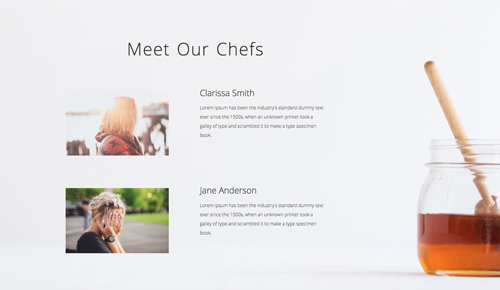 Meet Our Chefs
Clarissa Smith
Lorem Ipsum has been the industry's standard dummy text
ever since the 1500s, when an unknown printer took a
galley of type and scrambled it to make a type specimen
book.
Jane Anderson
Lorem Ipsum has been the industry's standard dummy text
ever since the 1500s, when an unknown printer took a
galley of type and scrambled it to make a type specimen
book.